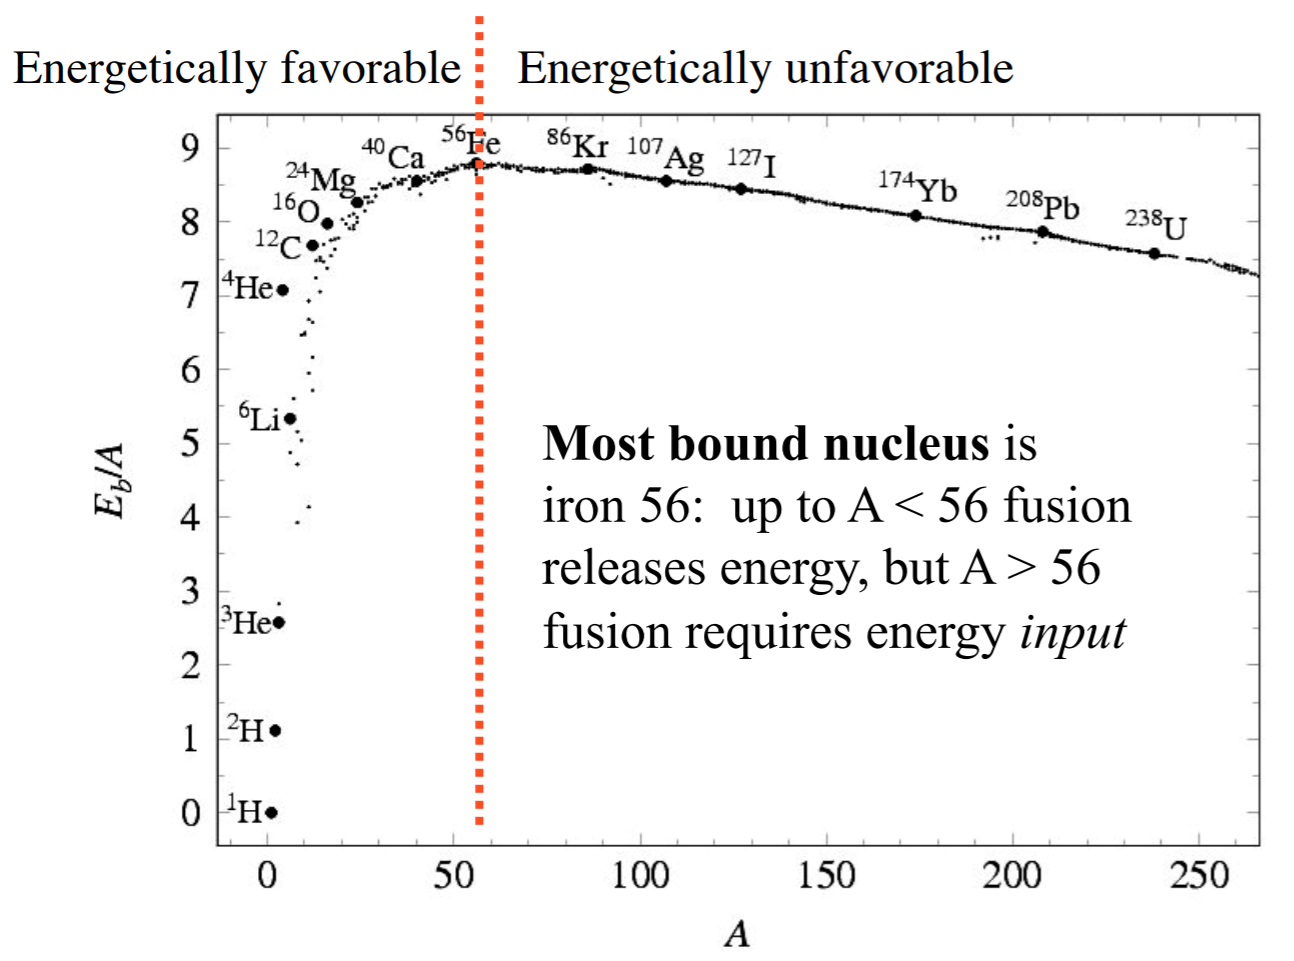 Energetically favorable
Energetically unfavorable
9
8
7
6
5
4
3
2
1
0
E_b/A
⁵⁶Fe
⁸⁶Kr
¹⁰⁷Ag
¹²⁷I
⁴⁰Ca
²⁴Mg
¹⁶O
¹²C
⁴He
¹⁷⁴Yb
²⁰⁸Pb
²³⁸U
⁶Li
³He
²H
¹H
Most bound nucleus is
iron 56: up to A < 56 fusion
releases energy, but A > 56
fusion requires energy input
0
50
100
150
200
250
A